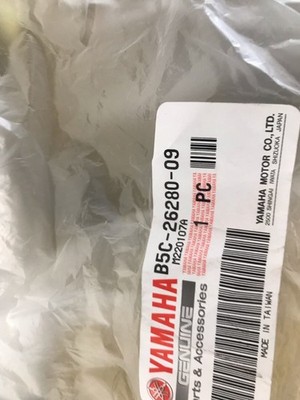 YAMAHA
GENUINE
Parts & Accessories
B5C-26280-09
M220107A
1 PC
YAMAHA MOTOR CO., LTD.
2500 SHINGAI IWATA SHIZUOKA JAPAN
MADE IN TAIWAN